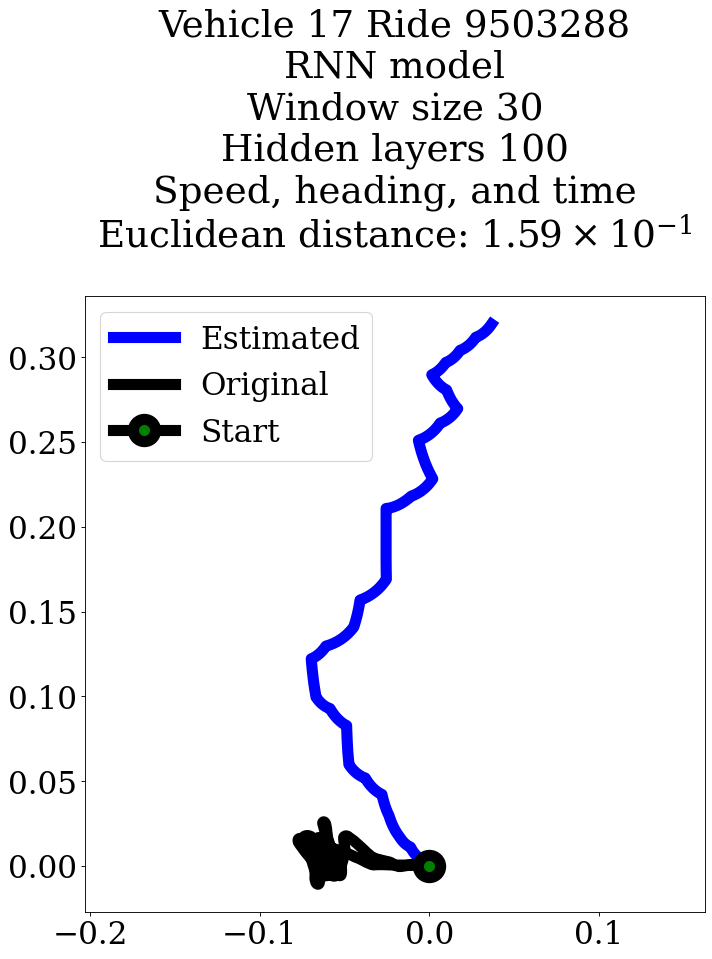 Vehicle 17 Ride 9503288
RNN model
Window size 30
Hidden layers 100
Speed, heading, and time
Euclidean distance: 1.59 × 10⁻¹
Estimated
Original
Start
0.30
0.25
0.20
0.15
0.10
0.05
0.00
−0.2 −0.1 0.0 0.1